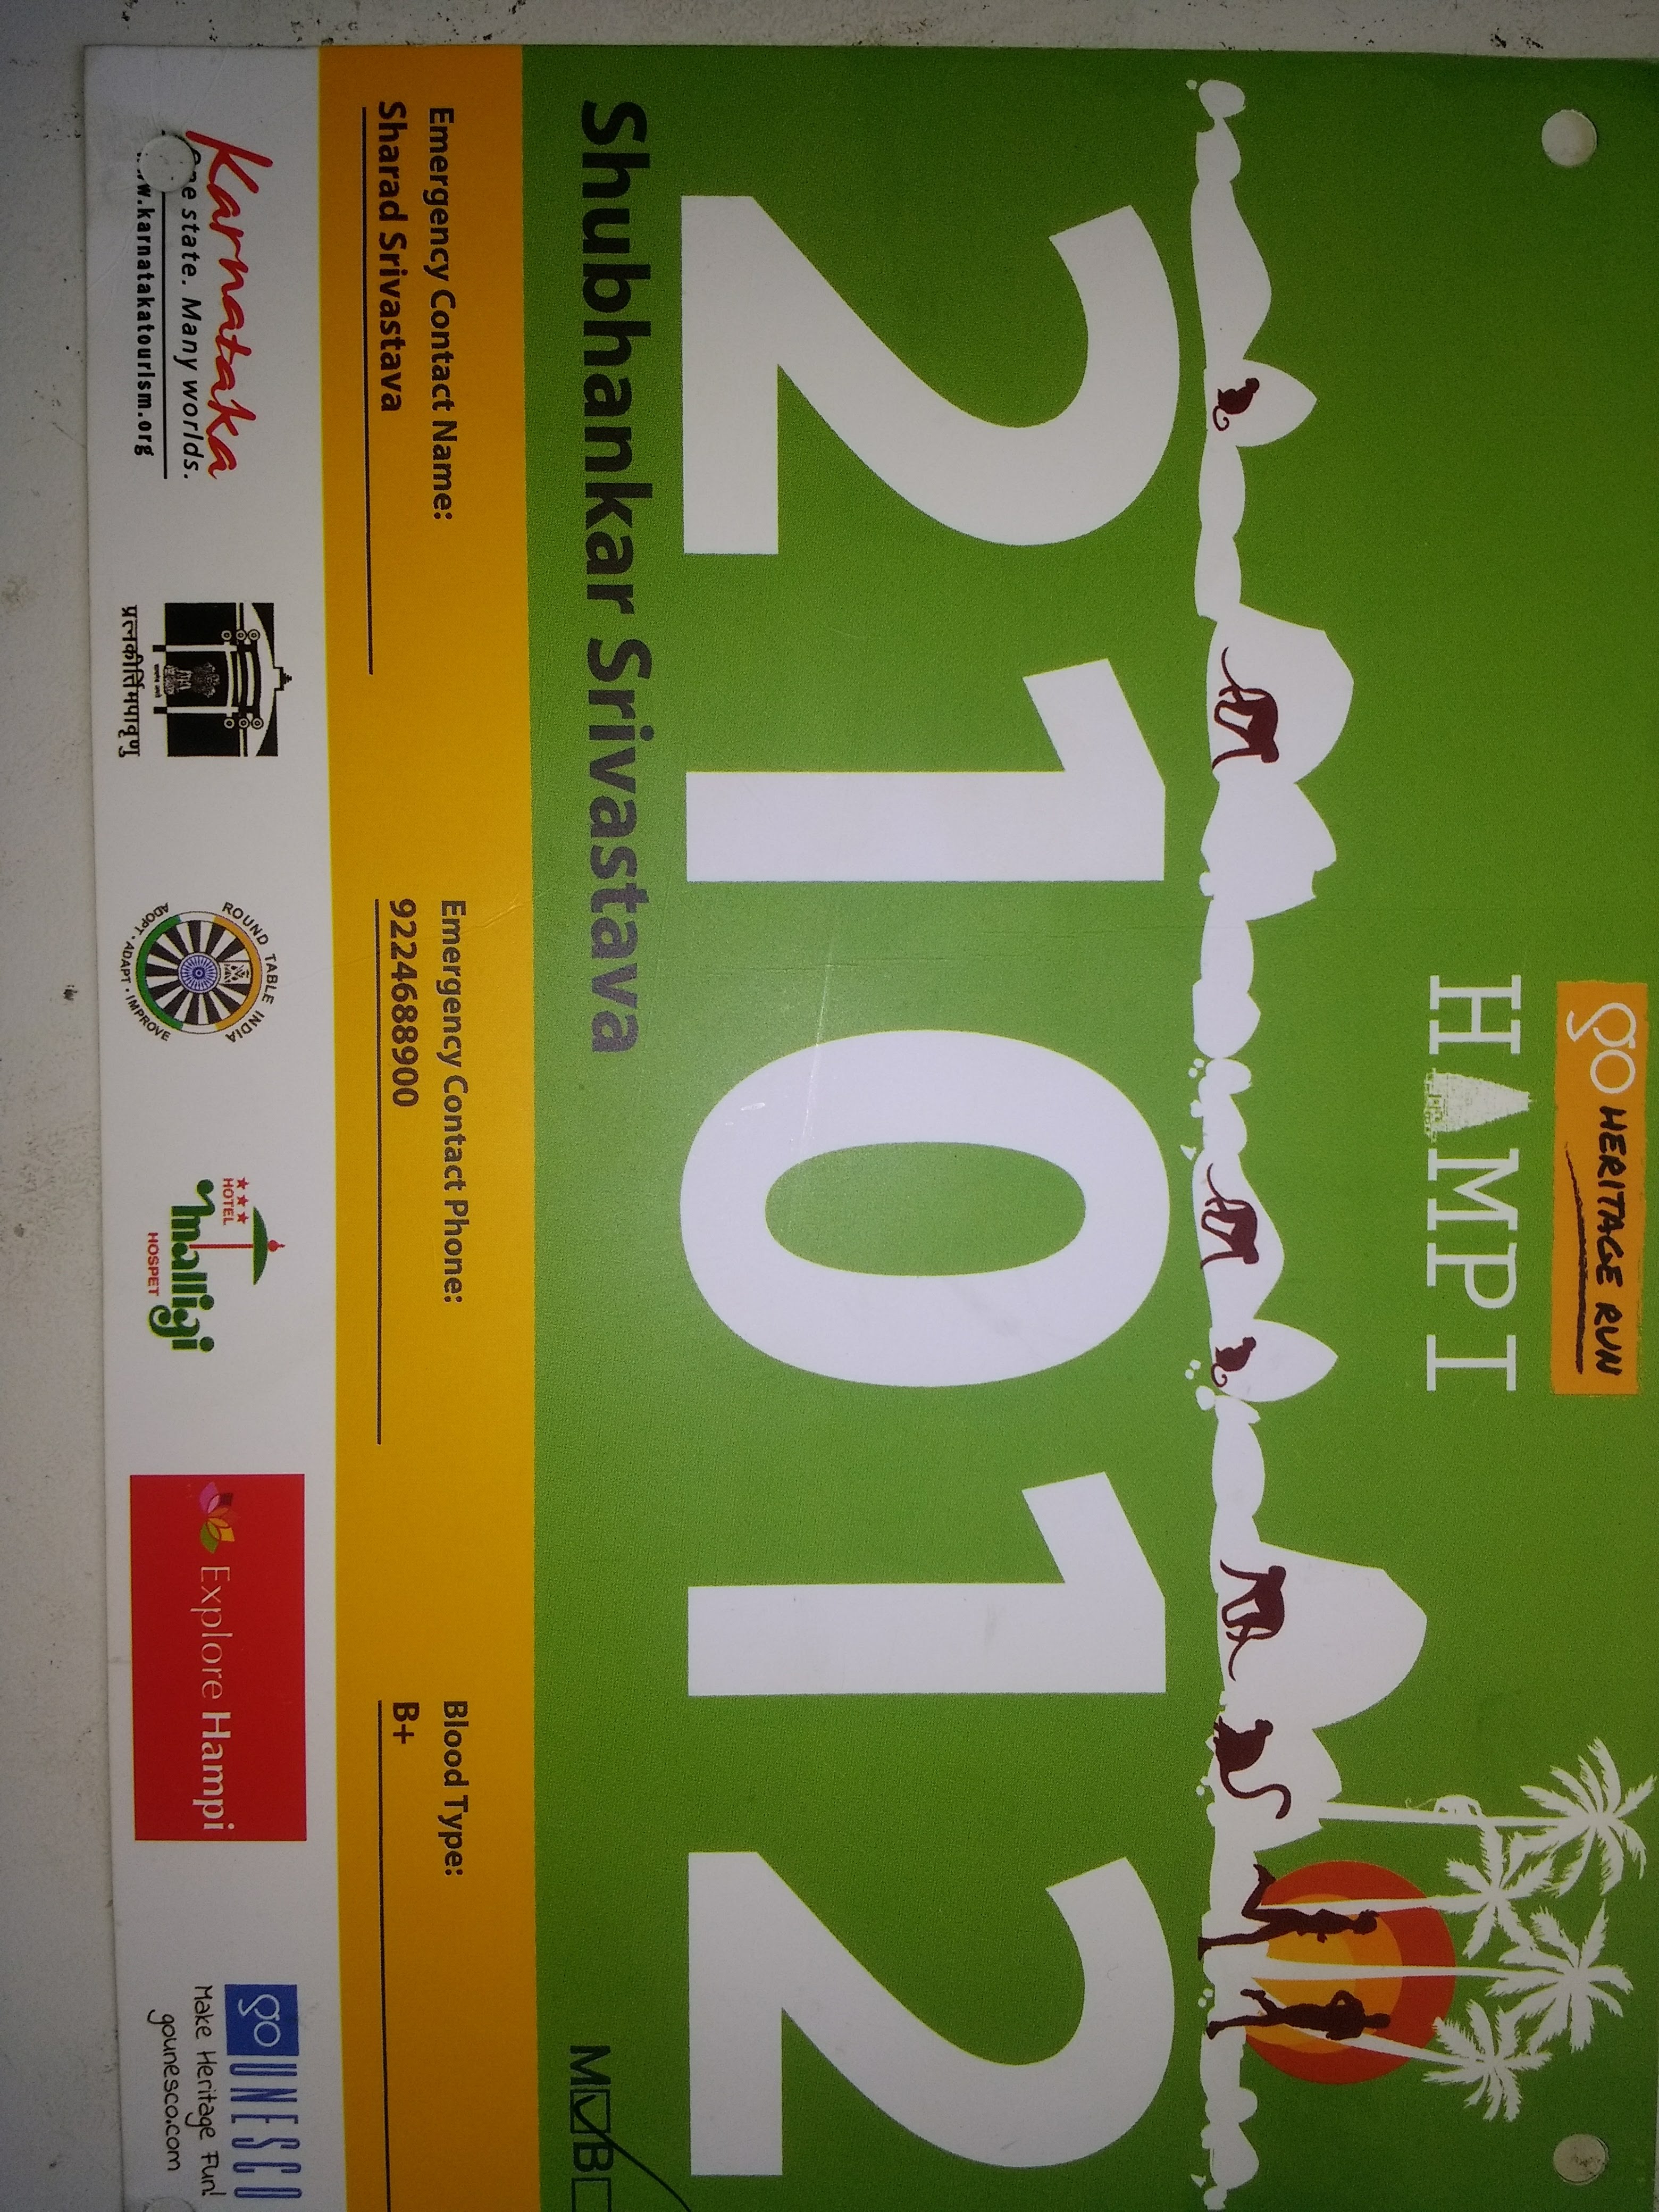 go HERITAGE RUN
HAMPI
21012
Shubhankar Srivastava
M B
Emergency Contact Name:
Sharad Srivastava
Emergency Contact Phone:
9224688900
Blood Type:
B+
Karnataka
One state. Many worlds.
www.karnatakatourism.org
प्रत्नकीर्तिमपावृणु
ROUND TABLE INDIA
ADOPT · ADAPT · IMPROVE
HOTEL
malligi
HOSPET
Explore Hampi
go UNESCO
Make Heritage Fun!
gounesco.com